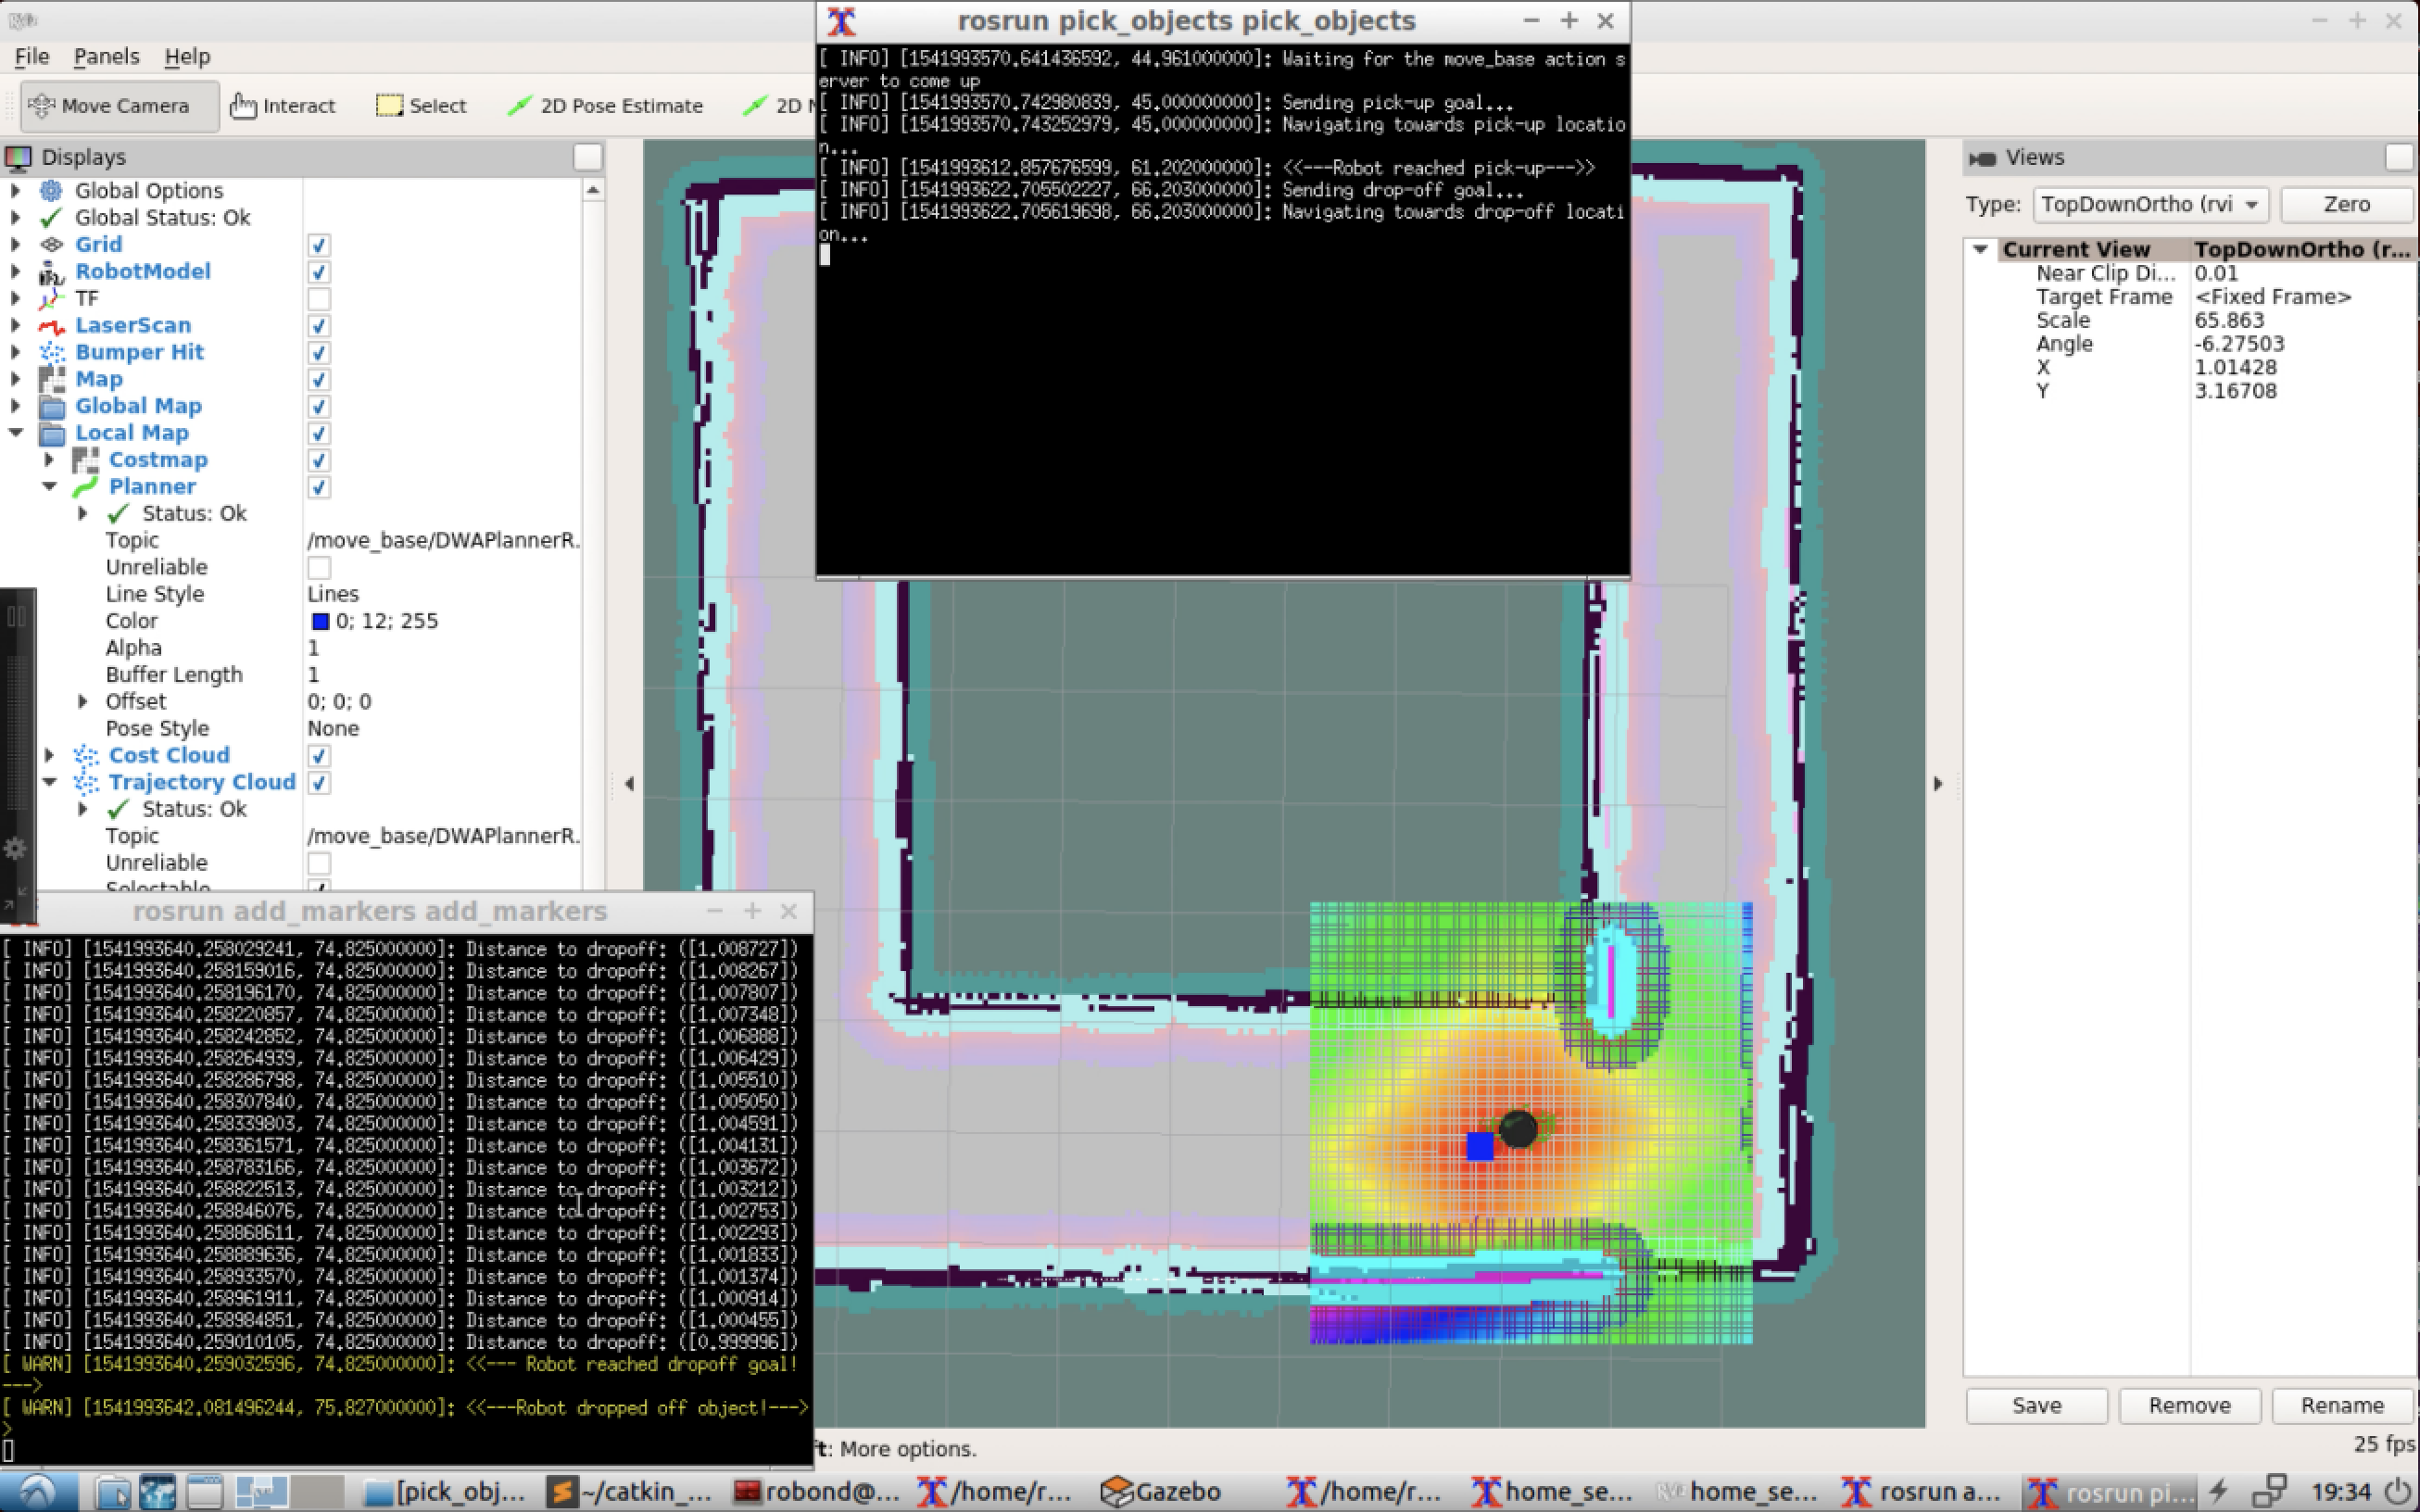 RViz
File Panels Help
Move Camera Interact Select 2D Pose Estimate 2D N
Displays
Global Options
Global Status: Ok
Grid
RobotModel
TF
LaserScan
Bumper Hit
Map
Global Map
Local Map
Costmap
Planner
Status: Ok
Topic /move_base/DWAPlannerR.
Unreliable
Line Style Lines
Color 0; 12; 255
Alpha 1
Buffer Length 1
Offset 0; 0; 0
Pose Style None
Cost Cloud
Trajectory Cloud
Status: Ok
Topic /move_base/DWAPlannerR.
Unreliable
Selectable
rosrun pick_objects pick_objects
[ INFO] [1541993570.641436592, 44.961000000]: Waiting for the move_base action s
erver to come up
[ INFO] [1541993570.742980839, 45.000000000]: Sending pick-up goal...
[ INFO] [1541993570.743252979, 45.000000000]: Navigating towards pick-up locatio
n...
[ INFO] [1541993612.857676599, 61.202000000]: <<---Robot reached pick-up--->>
[ INFO] [1541993622.705502227, 66.203000000]: Sending drop-off goal...
[ INFO] [1541993622.705619698, 66.203000000]: Navigating towards drop-off locati
on...
Views
Type: TopDownOrtho (rvi Zero
Current View TopDownOrtho (r...
Near Clip Di... 0.01
Target Frame <Fixed Frame>
Scale 65.863
Angle -6.27503
X 1.01428
Y 3.16708
Save Remove Rename
rosrun add_markers add_markers
[ INFO] [1541993640.258029241, 74.825000000]: Distance to dropoff: ([1.008727])
[ INFO] [1541993640.258159016, 74.825000000]: Distance to dropoff: ([1.008267])
[ INFO] [1541993640.258196170, 74.825000000]: Distance to dropoff: ([1.007807])
[ INFO] [1541993640.258220857, 74.825000000]: Distance to dropoff: ([1.007348])
[ INFO] [1541993640.258242852, 74.825000000]: Distance to dropoff: ([1.006888])
[ INFO] [1541993640.258264939, 74.825000000]: Distance to dropoff: ([1.006429])
[ INFO] [1541993640.258286798, 74.825000000]: Distance to dropoff: ([1.005510])
[ INFO] [1541993640.258307840, 74.825000000]: Distance to dropoff: ([1.005050])
[ INFO] [1541993640.258339803, 74.825000000]: Distance to dropoff: ([1.004591])
[ INFO] [1541993640.258361571, 74.825000000]: Distance to dropoff: ([1.004131])
[ INFO] [1541993640.258783166, 74.825000000]: Distance to dropoff: ([1.003672])
[ INFO] [1541993640.258822513, 74.825000000]: Distance to dropoff: ([1.003212])
[ INFO] [1541993640.258846076, 74.825000000]: Distance to dropoff: ([1.002753])
[ INFO] [1541993640.258868611, 74.825000000]: Distance to dropoff: ([1.002293])
[ INFO] [1541993640.258889636, 74.825000000]: Distance to dropoff: ([1.001833])
[ INFO] [1541993640.258933570, 74.825000000]: Distance to dropoff: ([1.001374])
[ INFO] [1541993640.258961911, 74.825000000]: Distance to dropoff: ([1.000914])
[ INFO] [1541993640.258984851, 74.825000000]: Distance to dropoff: ([1.000455])
[ INFO] [1541993640.259010105, 74.825000000]: Distance to dropoff: ([0.999996])
[ WARN] [1541993640.259032596, 74.825000000]: <<--- Robot reached dropoff goal!
--->
[ WARN] [1541993642.081496244, 75.827000000]: <<---Robot dropped off object!--->
>
ft: More options.
25 fps
[pick_obj... ~/catkin_... robond@... /home/r... Gazebo /home/r... home_se... home_se... rosrun a... rosrun pi... 19:34